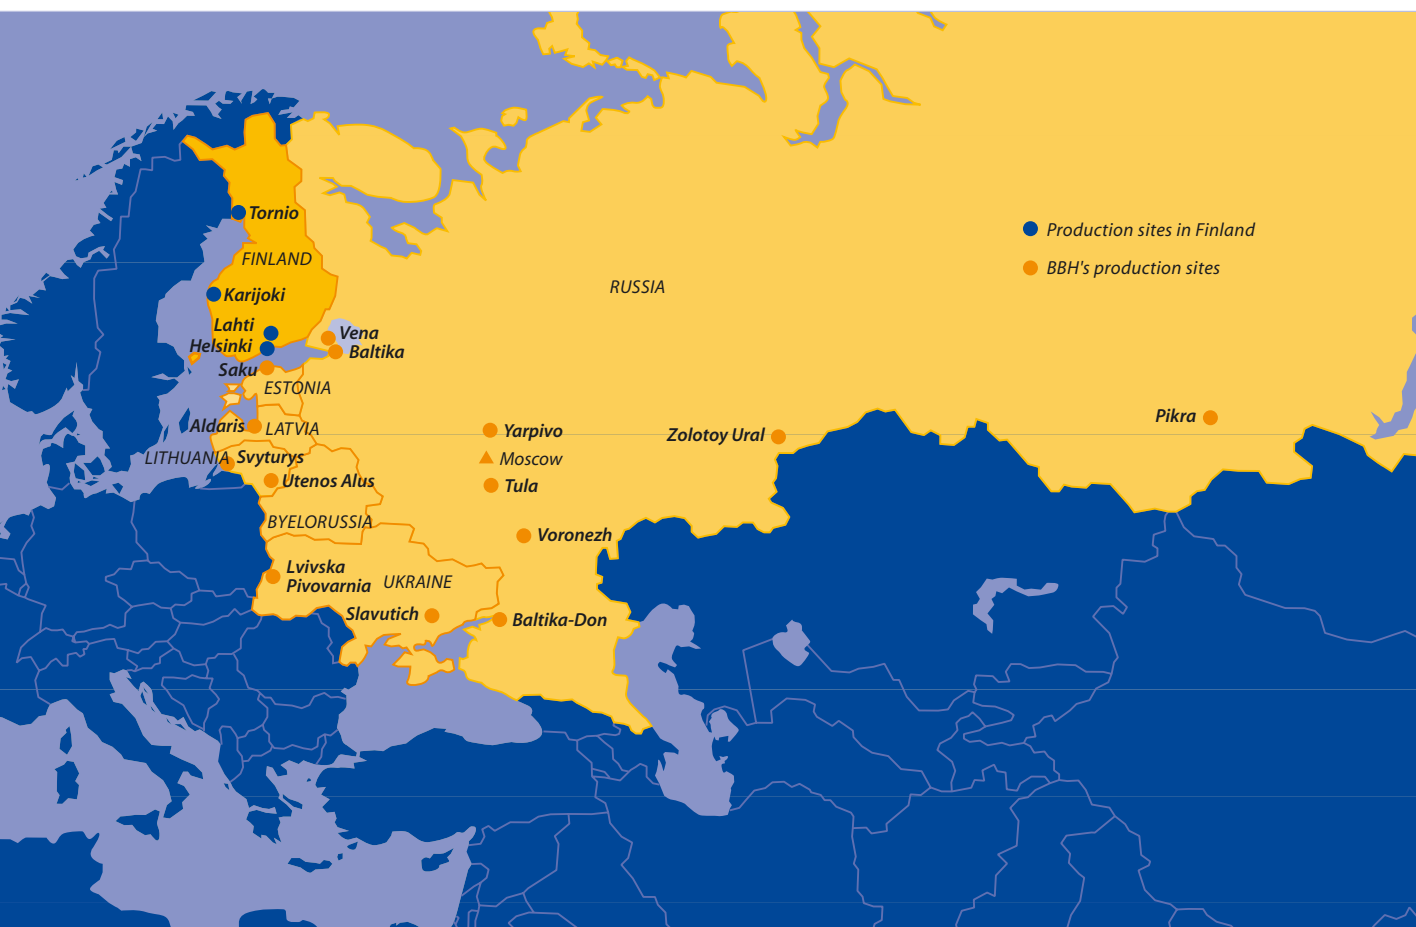 Tornio
Production sites in Finland
FINLAND
BBH's production sites
RUSSIA
Karijoki
Lahti
Vena
Helsinki
Baltika
Saku
ESTONIA
Pikra
Aldaris
LATVIA
Yarpivo
Zolotoy Ural
LITHUANIA
Svyturys
Moscow
Utenos Alus
Tula
BYELORUSSIA
Voronezh
Lvivska
Pivovarnia
UKRAINE
Slavutich
Baltika-Don